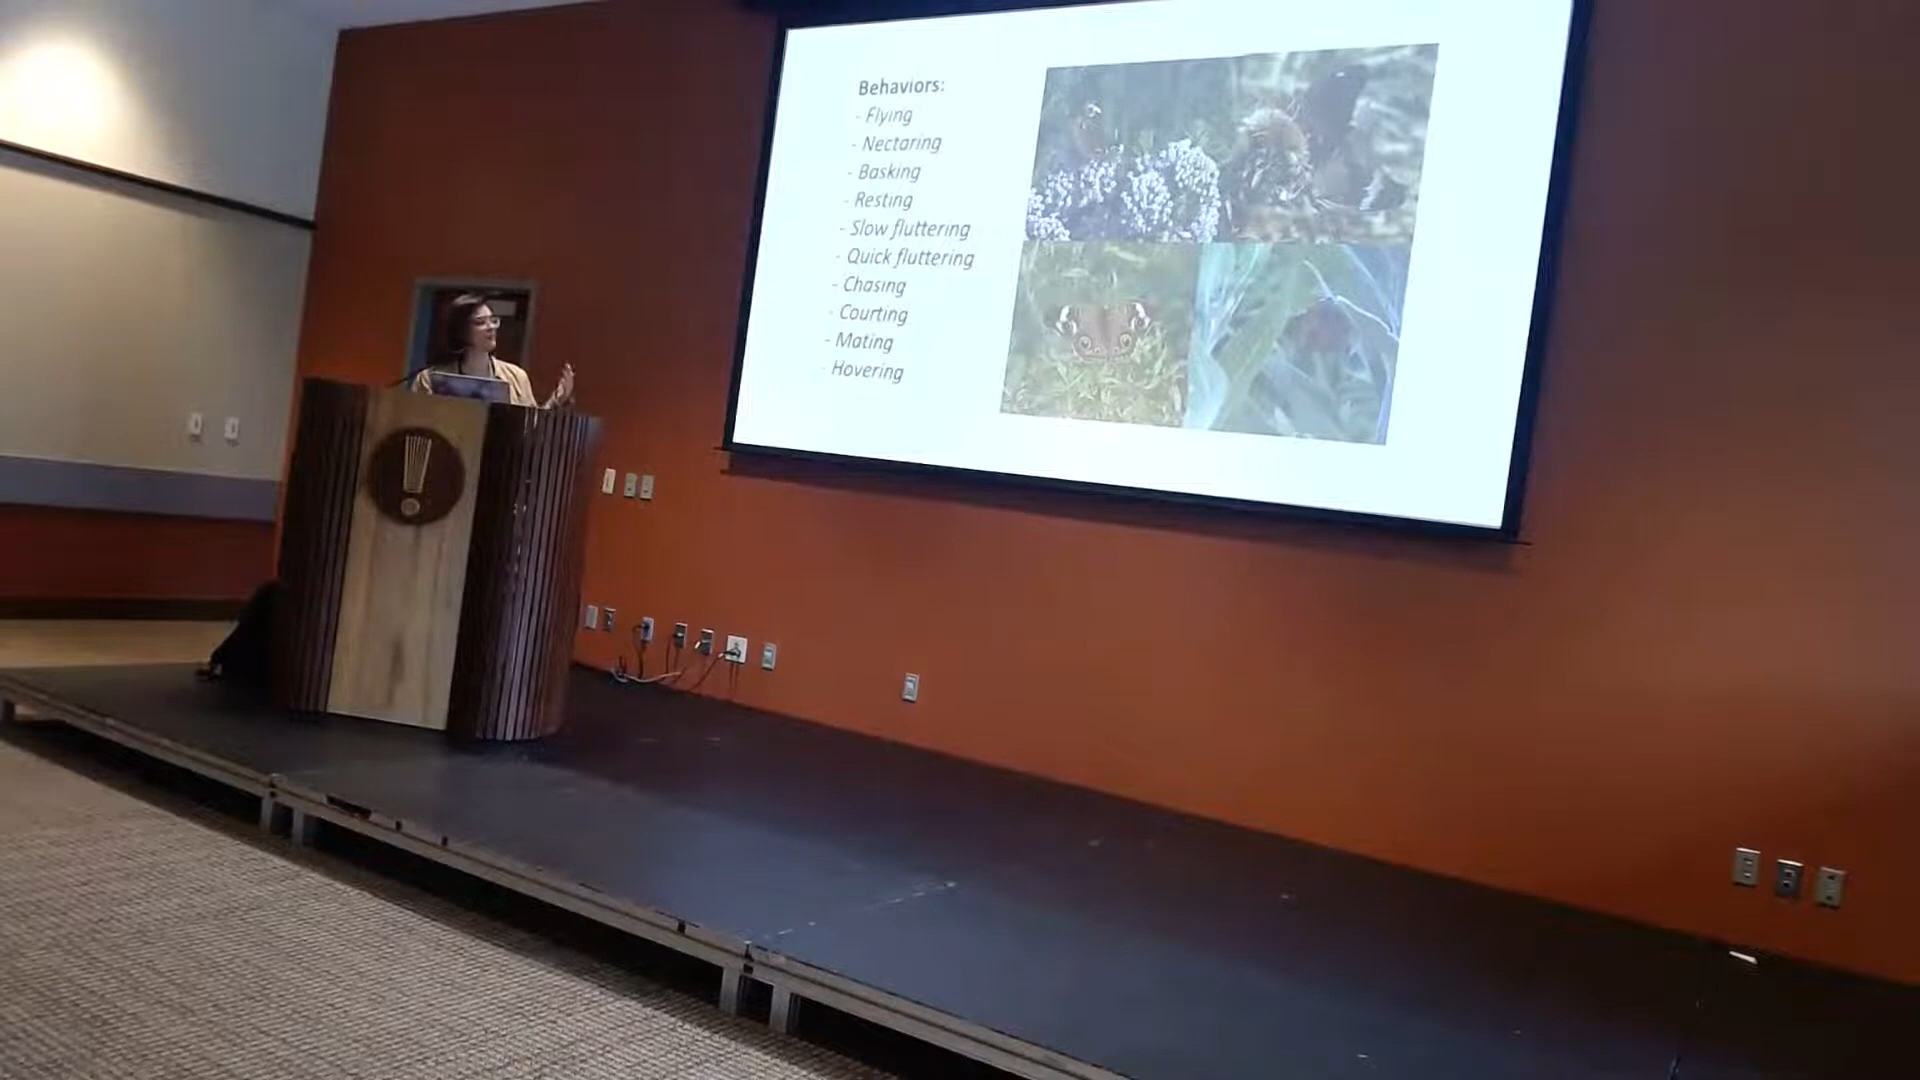 Behaviors:
- Flying
- Nectaring
- Basking
- Resting
- Slow fluttering
- Quick fluttering
- Chasing
- Courting
- Mating
- Hovering